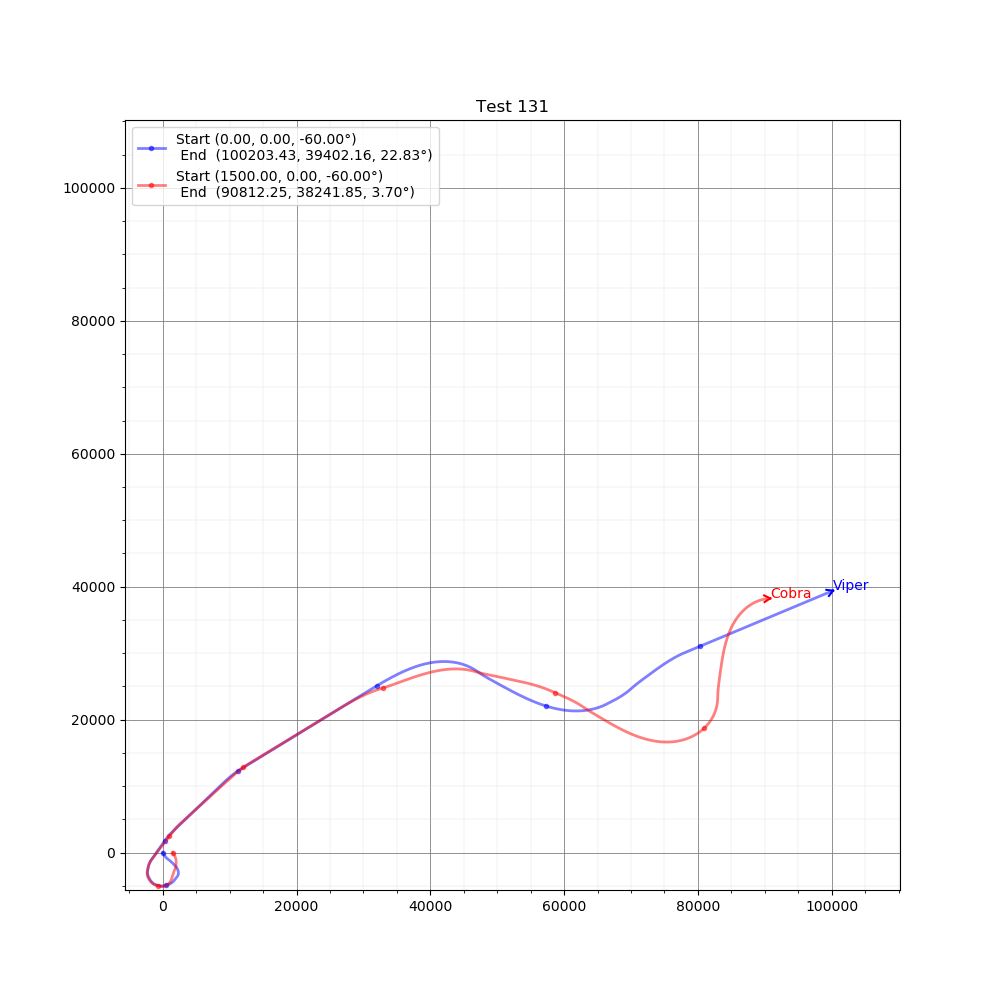 Test 131
Start (0.00, 0.00, -60.00°)
End  (100203.43, 39402.16, 22.83°)
Start (1500.00, 0.00, -60.00°)
End  (90812.25, 38241.85, 3.70°)
100000
80000
60000
40000
20000
0
Viper
Cobra
0 20000 40000 60000 80000 100000